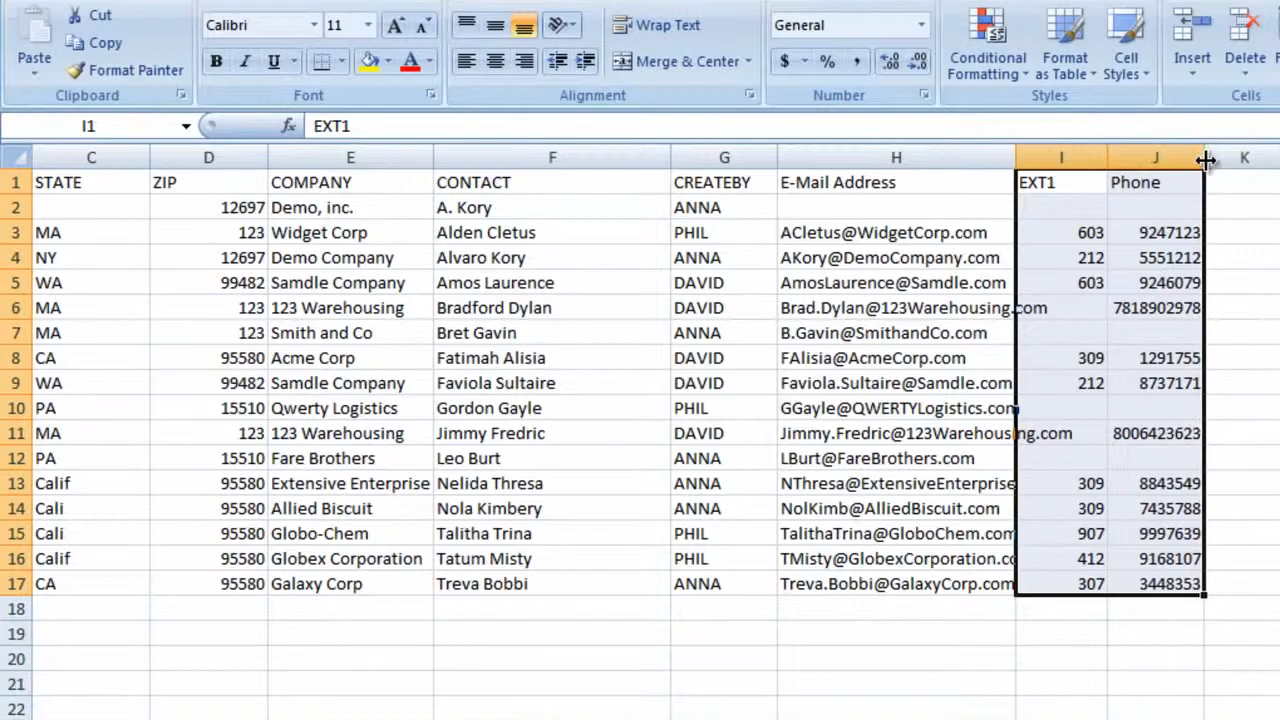 Cut
Copy
Format Painter
Paste
Clipboard
Calibri 11 A A
B I U A
Font
Wrap Text
Merge & Center
Alignment
General
$ % , .0 .00 .00 .0
Number
Conditional Formatting
Format as Table
Cell Styles
Styles
Insert Delete
Cells
I1 fx EXT1
C D E F G H I J K
1 STATE ZIP COMPANY CONTACT CREATEBY E-Mail Address EXT1 Phone
2 12697 Demo, inc. A. Kory ANNA
3 MA 123 Widget Corp Alden Cletus PHIL ACletus@WidgetCorp.com 603 9247123
4 NY 12697 Demo Company Alvaro Kory ANNA AKory@DemoCompany.com 212 5551212
5 WA 99482 Samdle Company Amos Laurence DAVID AmosLaurence@Samdle.com 603 9246079
6 MA 123 123 Warehousing Bradford Dylan DAVID Brad.Dylan@123Warehousing.com 7818902978
7 MA 123 Smith and Co Bret Gavin ANNA B.Gavin@SmithandCo.com
8 CA 95580 Acme Corp Fatimah Alisia DAVID FAlisia@AcmeCorp.com 309 1291755
9 WA 99482 Samdle Company Faviola Sultaire DAVID Faviola.Sultaire@Samdle.com 212 8737171
10 PA 15510 Qwerty Logistics Gordon Gayle PHIL GGayle@QWERTYLogistics.com
11 MA 123 123 Warehousing Jimmy Fredric DAVID Jimmy.Fredric@123Warehousing.com 8006423623
12 PA 15510 Fare Brothers Leo Burt ANNA LBurt@FareBrothers.com
13 Calif 95580 Extensive Enterprise Nelida Thresa ANNA NThresa@ExtensiveEnterprise 309 8843549
14 Cali 95580 Allied Biscuit Nola Kimbery ANNA NolKimb@AlliedBiscuit.com 309 7435788
15 Cali 95580 Globo-Chem Talitha Trina PHIL TalithaTrina@GloboChem.com 907 9997639
16 Calif 95580 Globex Corporation Tatum Misty PHIL TMisty@GlobexCorporation.co 412 9168107
17 CA 95580 Galaxy Corp Treva Bobbi ANNA Treva.Bobbi@GalaxyCorp.com 307 3448353
18
19
20
21
22